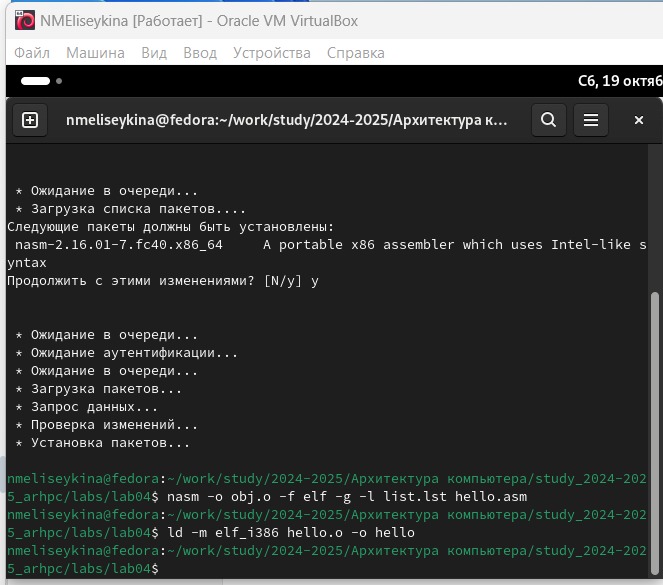 NMEliseykina [Работает] - Oracle VM VirtualBox
Файл Машина Вид Ввод Устройства Справка
Сб, 19 октяб
nmeliseykina@fedora:~/work/study/2024-2025/Архитектура к...
* Ожидание в очереди...
* Загрузка списка пакетов....
Следующие пакеты должны быть установлены:
nasm-2.16.01-7.fc40.x86_64 A portable x86 assembler which uses Intel-like s
yntax
Продолжить с этими изменениями? [N/y] y
* Ожидание в очереди...
* Ожидание аутентификации...
* Ожидание в очереди...
* Загрузка пакетов...
* Запрос данных...
* Проверка изменений...
* Установка пакетов...
nmeliseykina@fedora:~/work/study/2024-2025/Архитектура компьютера/study_2024-202
5_arhpc/labs/lab04$ nasm -o obj.o -f elf -g -l list.lst hello.asm
nmeliseykina@fedora:~/work/study/2024-2025/Архитектура компьютера/study_2024-202
5_arhpc/labs/lab04$ ld -m elf_i386 hello.o -o hello
nmeliseykina@fedora:~/work/study/2024-2025/Архитектура компьютера/study_2024-202
5_arhpc/labs/lab04$